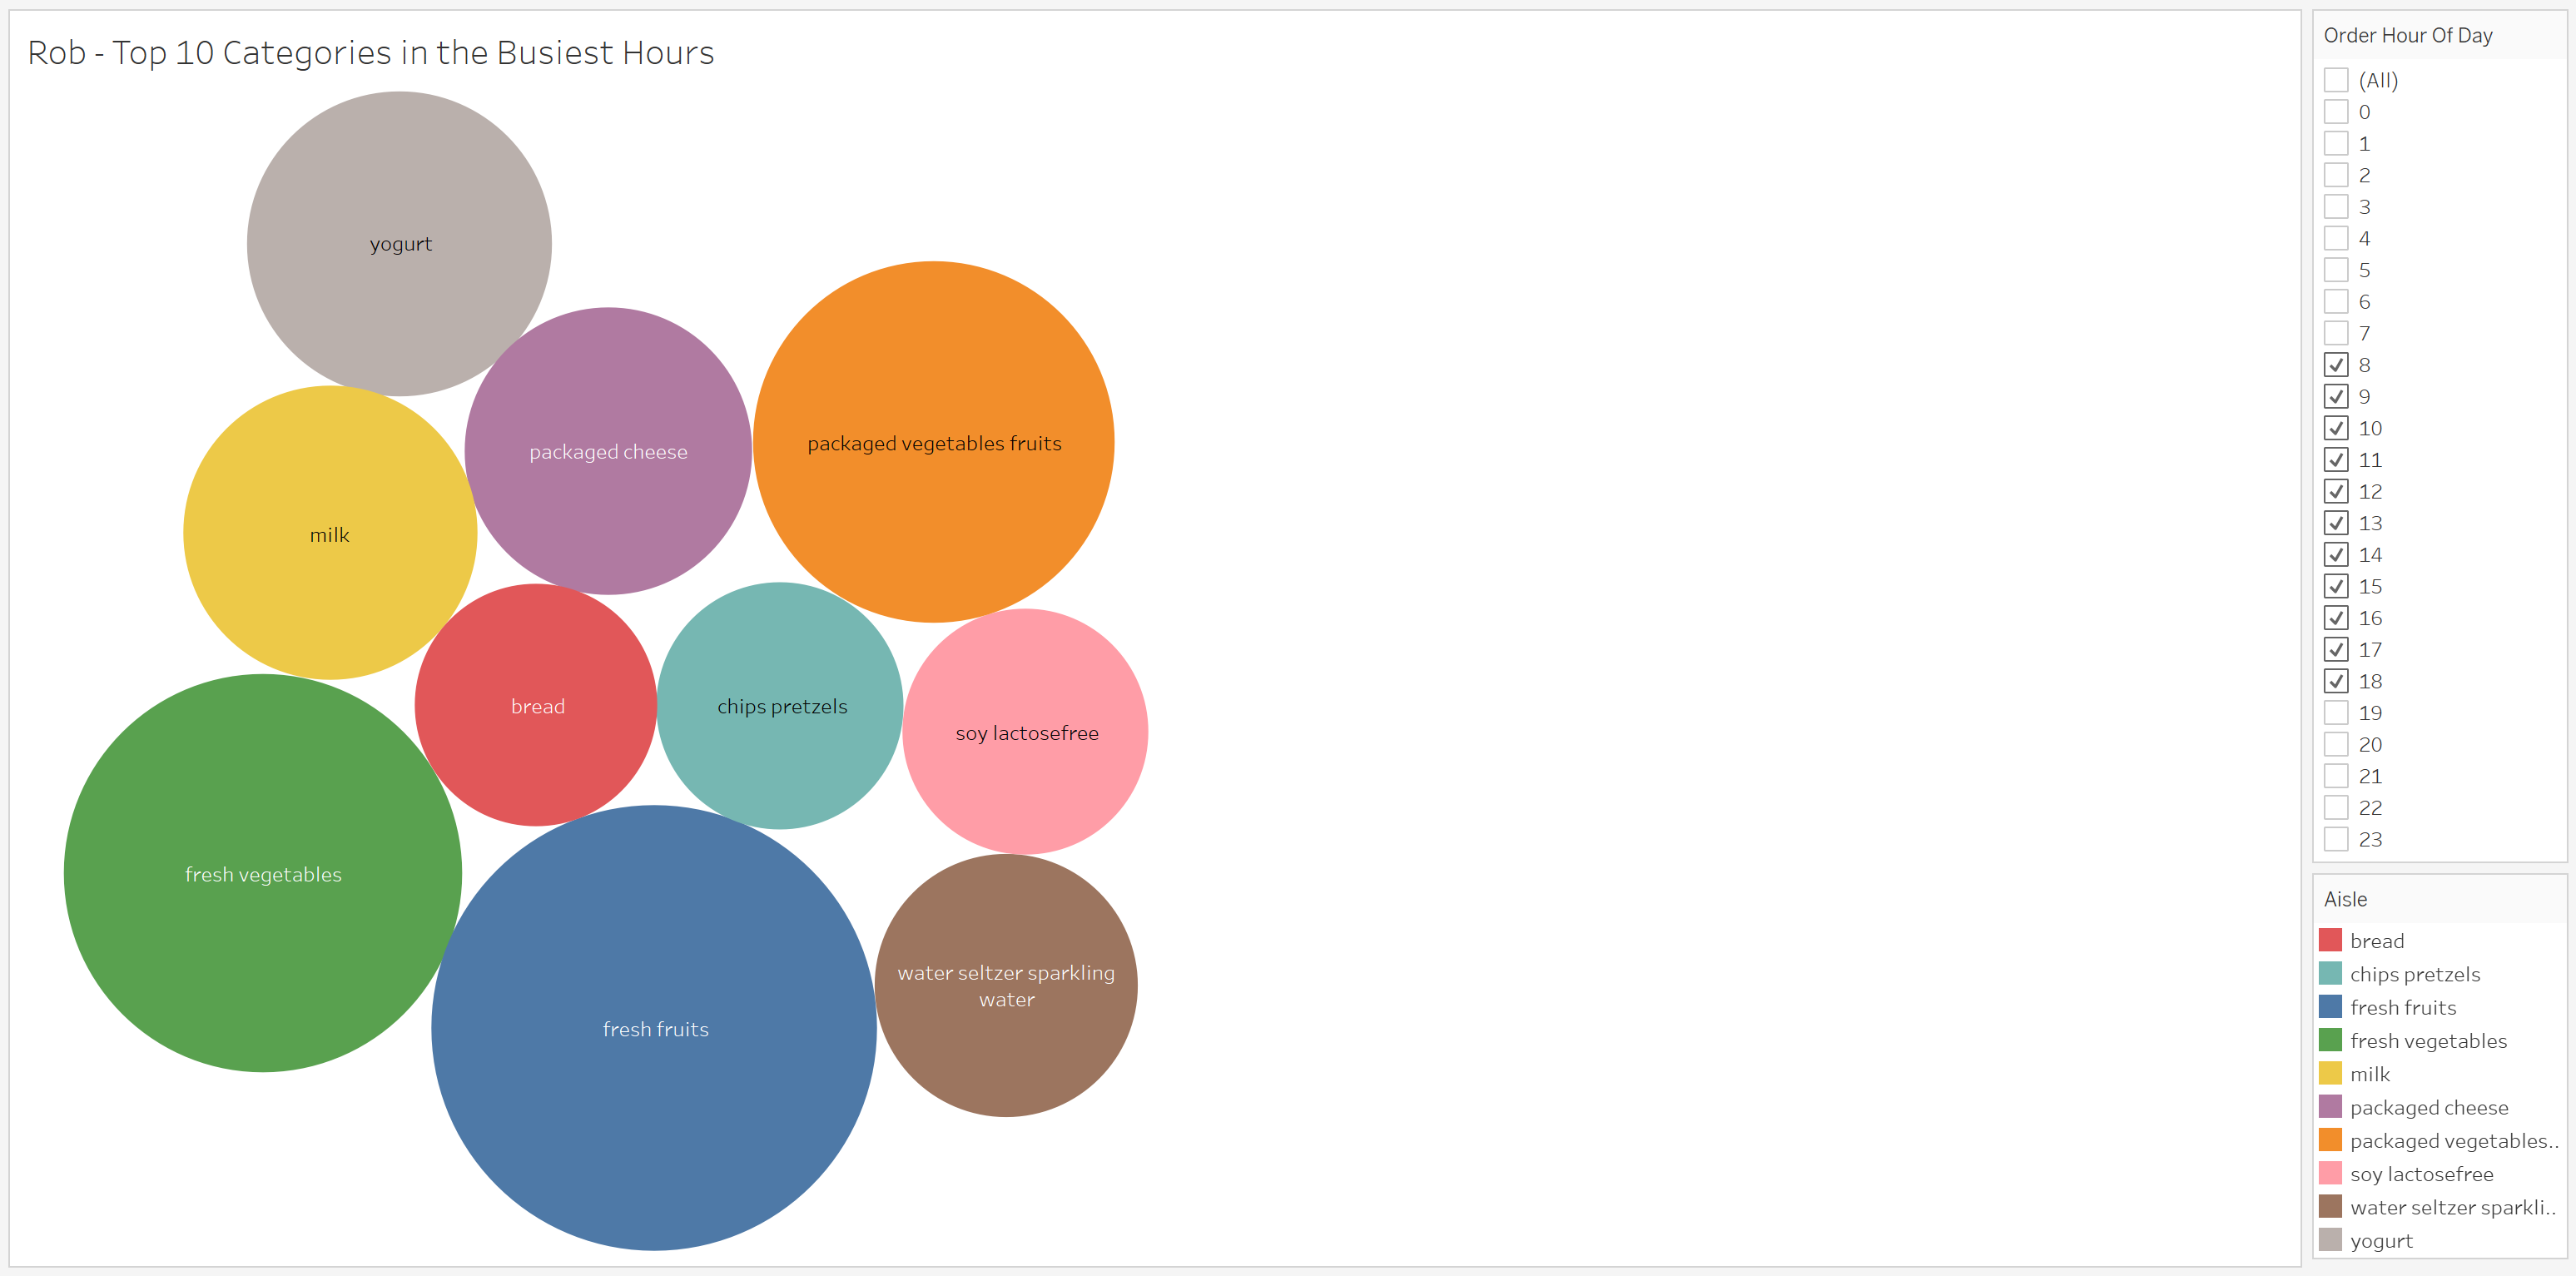 Rob - Top 10 Categories in the Busiest Hours
yogurt
packaged cheese
packaged vegetables fruits
milk
bread
chips pretzels
soy lactosefree
fresh vegetables
fresh fruits
water seltzer sparkling
water
Order Hour Of Day
(All)
0
1
2
3
4
5
6
7
8
9
10
11
12
13
14
15
16
17
18
19
20
21
22
23
Aisle
bread
chips pretzels
fresh fruits
fresh vegetables
milk
packaged cheese
packaged vegetables..
soy lactosefree
water seltzer sparkli..
yogurt